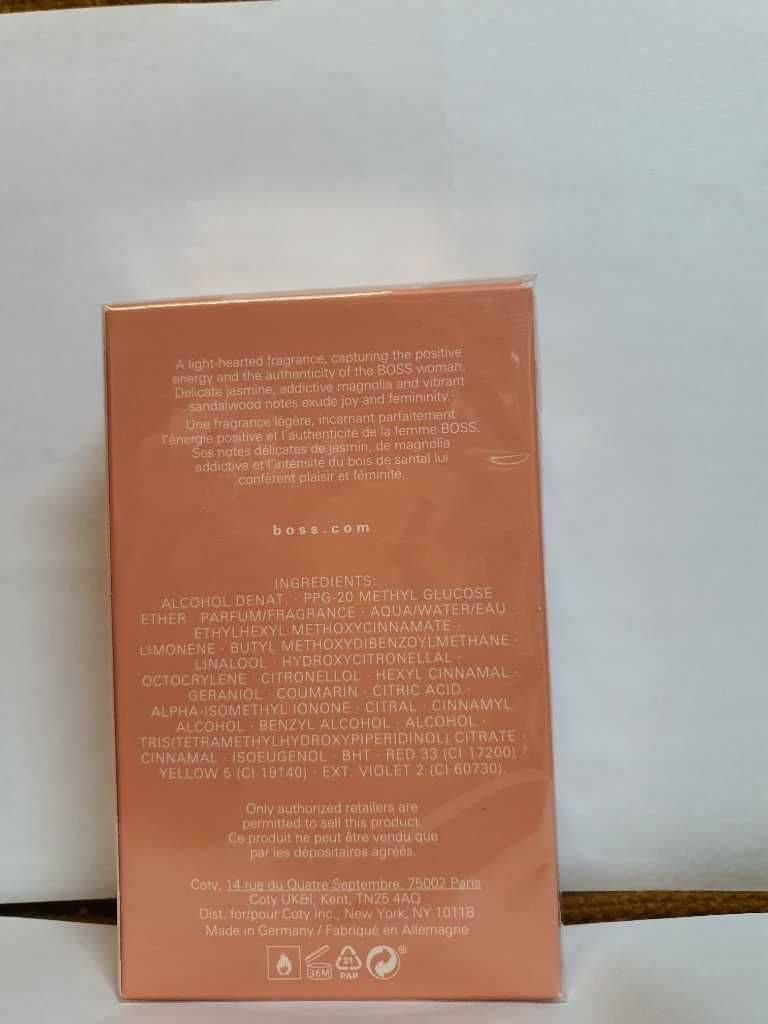 A light-hearted fragrance, capturing the positive
energy and the authenticity of the BOSS woman.
Delicate jasmine, addictive magnolia and vibrant
sandalwood notes exude joy and femininity.
Une fragrance légère, incarnant parfaitement
l'énergie positive et l'authenticité de la femme BOSS.
Ses notes délicates de jasmin, de magnolia
addictive et l'intensité du bois de santal lui
confèrent plaisir et féminité.
boss.com
INGREDIENTS:
ALCOHOL DENAT. · PPG-20 METHYL GLUCOSE
ETHER · PARFUM/FRAGRANCE · AQUA/WATER/EAU ·
ETHYLHEXYL METHOXYCINNAMATE ·
LIMONENE · BUTYL METHOXYDIBENZOYLMETHANE ·
LINALOOL · HYDROXYCITRONELLAL ·
OCTOCRYLENE · CITRONELLOL · HEXYL CINNAMAL ·
GERANIOL · COUMARIN · CITRIC ACID ·
ALPHA-ISOMETHYL IONONE · CITRAL · CINNAMYL
ALCOHOL · BENZYL ALCOHOL · ALCOHOL ·
TRIS(TETRAMETHYLHYDROXYPIPERIDINOL) CITRATE ·
CINNAMAL · ISOEUGENOL · BHT · RED 33 (CI 17200) ·
YELLOW 5 (CI 19140) · EXT. VIOLET 2 (CI 60730).
Only authorized retailers are
permitted to sell this product.
Ce produit ne peut être vendu que
par les dépositaires agréés.
Coty, 14 rue du Quatre Septembre, 75002 Paris
Coty UK&I, Kent, TN25 4AQ
Dist. for/pour Coty Inc., New York, NY 10118
Made in Germany / Fabriqué en Allemagne
36M
21
PAP
®